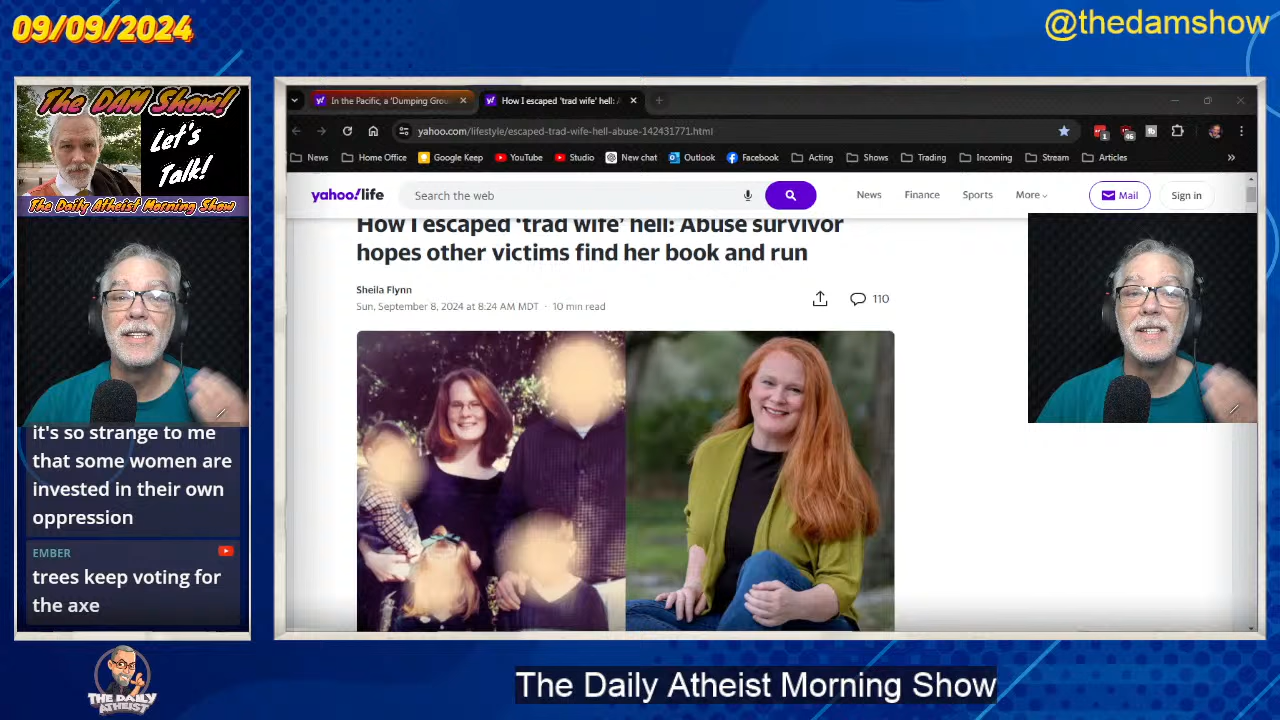 09/09/2024
@thedamshow
The DAM Show!
Let's
Talk!
The Daily Atheist Morning Show
In the Pacific, a 'Dumping Grou
How I escaped 'trad wife' hell: A
yahoo.com/lifestyle/escaped-trad-wife-hell-abuse-142431771.html
News
Home Office
Google Keep
YouTube
Studio
New chat
Outlook
Facebook
Acting
Shows
Trading
Incoming
Stream
Articles
yahoo!life
Search the web
News
Finance
Sports
More
Mail
Sign in
How I escaped ‘trad wife’ hell: Abuse survivor
hopes other victims find her book and run
Sheila Flynn
Sun, September 8, 2024 at 8:24 AM MDT · 10 min read
110
it's so strange to me
that some women are
invested in their own
oppression
EMBER
trees keep voting for
the axe
THE DAILY
ATHEIST
The Daily Atheist Morning Show